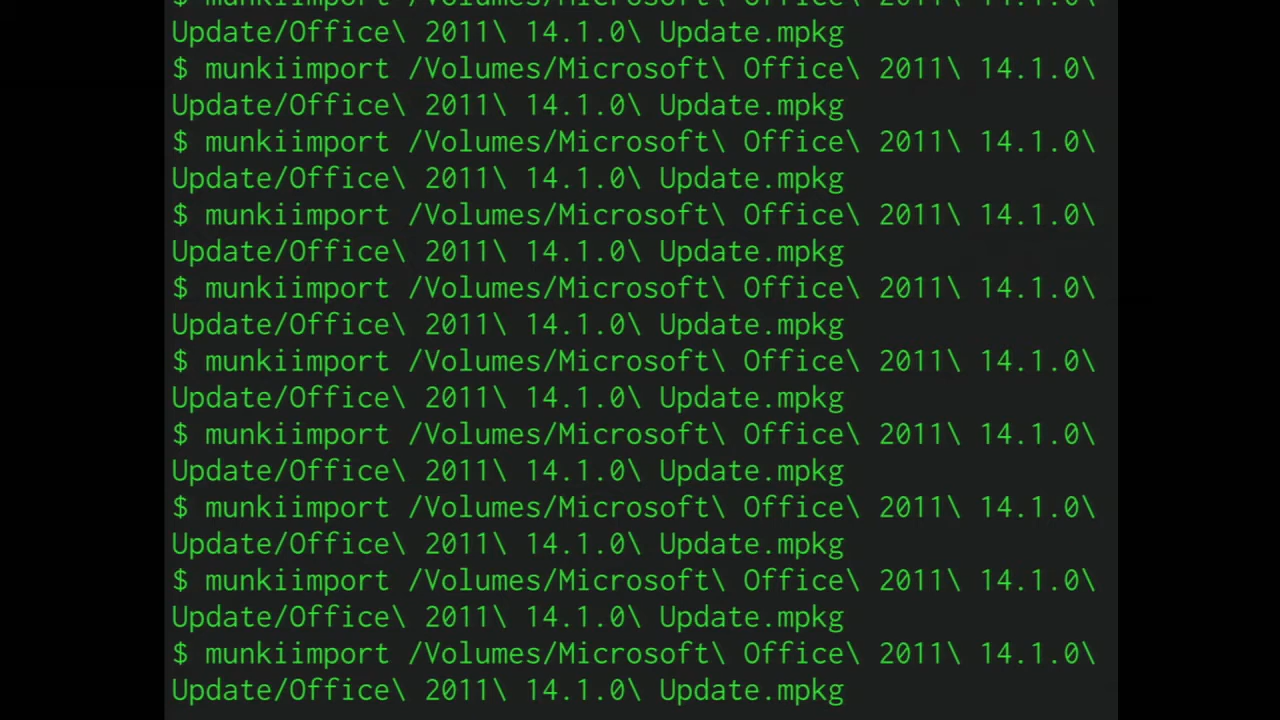 $ munkiimport /Volumes/Microsoft\ Office\ 2011\ 14.1.0\
Update/Office\ 2011\ 14.1.0\ Update.mpkg
$ munkiimport /Volumes/Microsoft\ Office\ 2011\ 14.1.0\
Update/Office\ 2011\ 14.1.0\ Update.mpkg
$ munkiimport /Volumes/Microsoft\ Office\ 2011\ 14.1.0\
Update/Office\ 2011\ 14.1.0\ Update.mpkg
$ munkiimport /Volumes/Microsoft\ Office\ 2011\ 14.1.0\
Update/Office\ 2011\ 14.1.0\ Update.mpkg
$ munkiimport /Volumes/Microsoft\ Office\ 2011\ 14.1.0\
Update/Office\ 2011\ 14.1.0\ Update.mpkg
$ munkiimport /Volumes/Microsoft\ Office\ 2011\ 14.1.0\
Update/Office\ 2011\ 14.1.0\ Update.mpkg
$ munkiimport /Volumes/Microsoft\ Office\ 2011\ 14.1.0\
Update/Office\ 2011\ 14.1.0\ Update.mpkg
$ munkiimport /Volumes/Microsoft\ Office\ 2011\ 14.1.0\
Update/Office\ 2011\ 14.1.0\ Update.mpkg
$ munkiimport /Volumes/Microsoft\ Office\ 2011\ 14.1.0\
Update/Office\ 2011\ 14.1.0\ Update.mpkg
$ munkiimport /Volumes/Microsoft\ Office\ 2011\ 14.1.0\
Update/Office\ 2011\ 14.1.0\ Update.mpkg